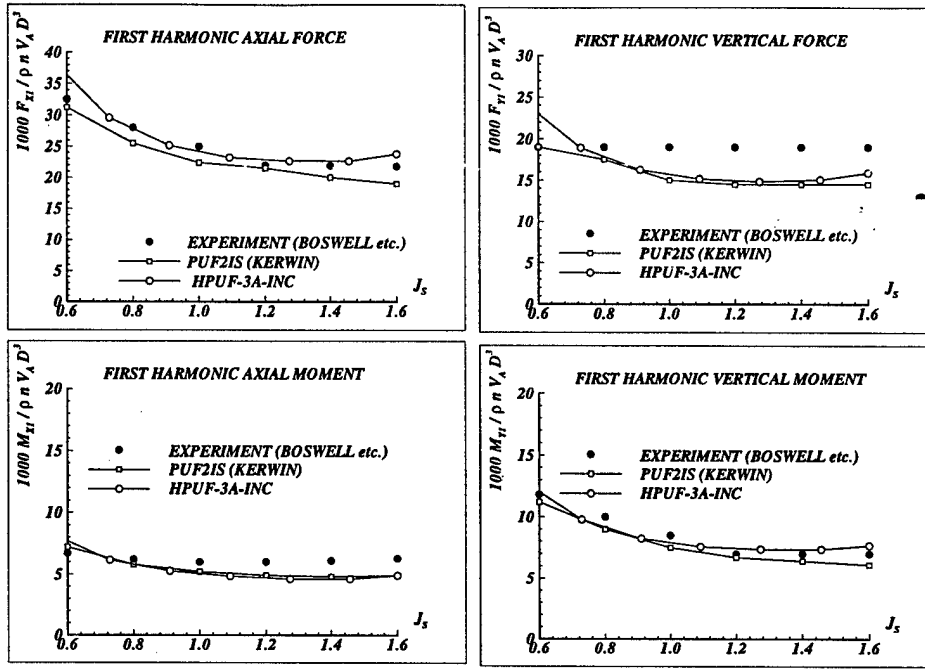 FIRST HARMONIC AXIAL FORCE
1000 F_X1 / ρ n V_A D^3
40
35
30
25
20
15
10
5
0
EXPERIMENT (BOSWELL etc.)
PUF2IS (KERWIN)
HPUF-3A-INC
J_S
0.6 0.8 1.0 1.2 1.4 1.6
FIRST HARMONIC VERTICAL FORCE
1000 F_Y1 / ρ n V_A D^3
30
25
20
15
10
5
0
EXPERIMENT (BOSWELL etc.)
PUF2IS (KERWIN)
HPUF-3A-INC
J_S
0.6 0.8 1.0 1.2 1.4 1.6
FIRST HARMONIC AXIAL MOMENT
1000 M_X1 / ρ n V_A D^3
20
15
10
5
0
EXPERIMENT (BOSWELL etc.)
PUF2IS (KERWIN)
HPUF-3A-INC
J_S
0.6 0.8 1.0 1.2 1.4 1.6
FIRST HARMONIC VERTICAL MOMENT
1000 M_Y1 / ρ n V_A D^3
20
15
10
5
0
EXPERIMENT (BOSWELL etc.)
PUF2IS (KERWIN)
HPUF-3A-INC
J_S
0.6 0.8 1.0 1.2 1.4 1.6